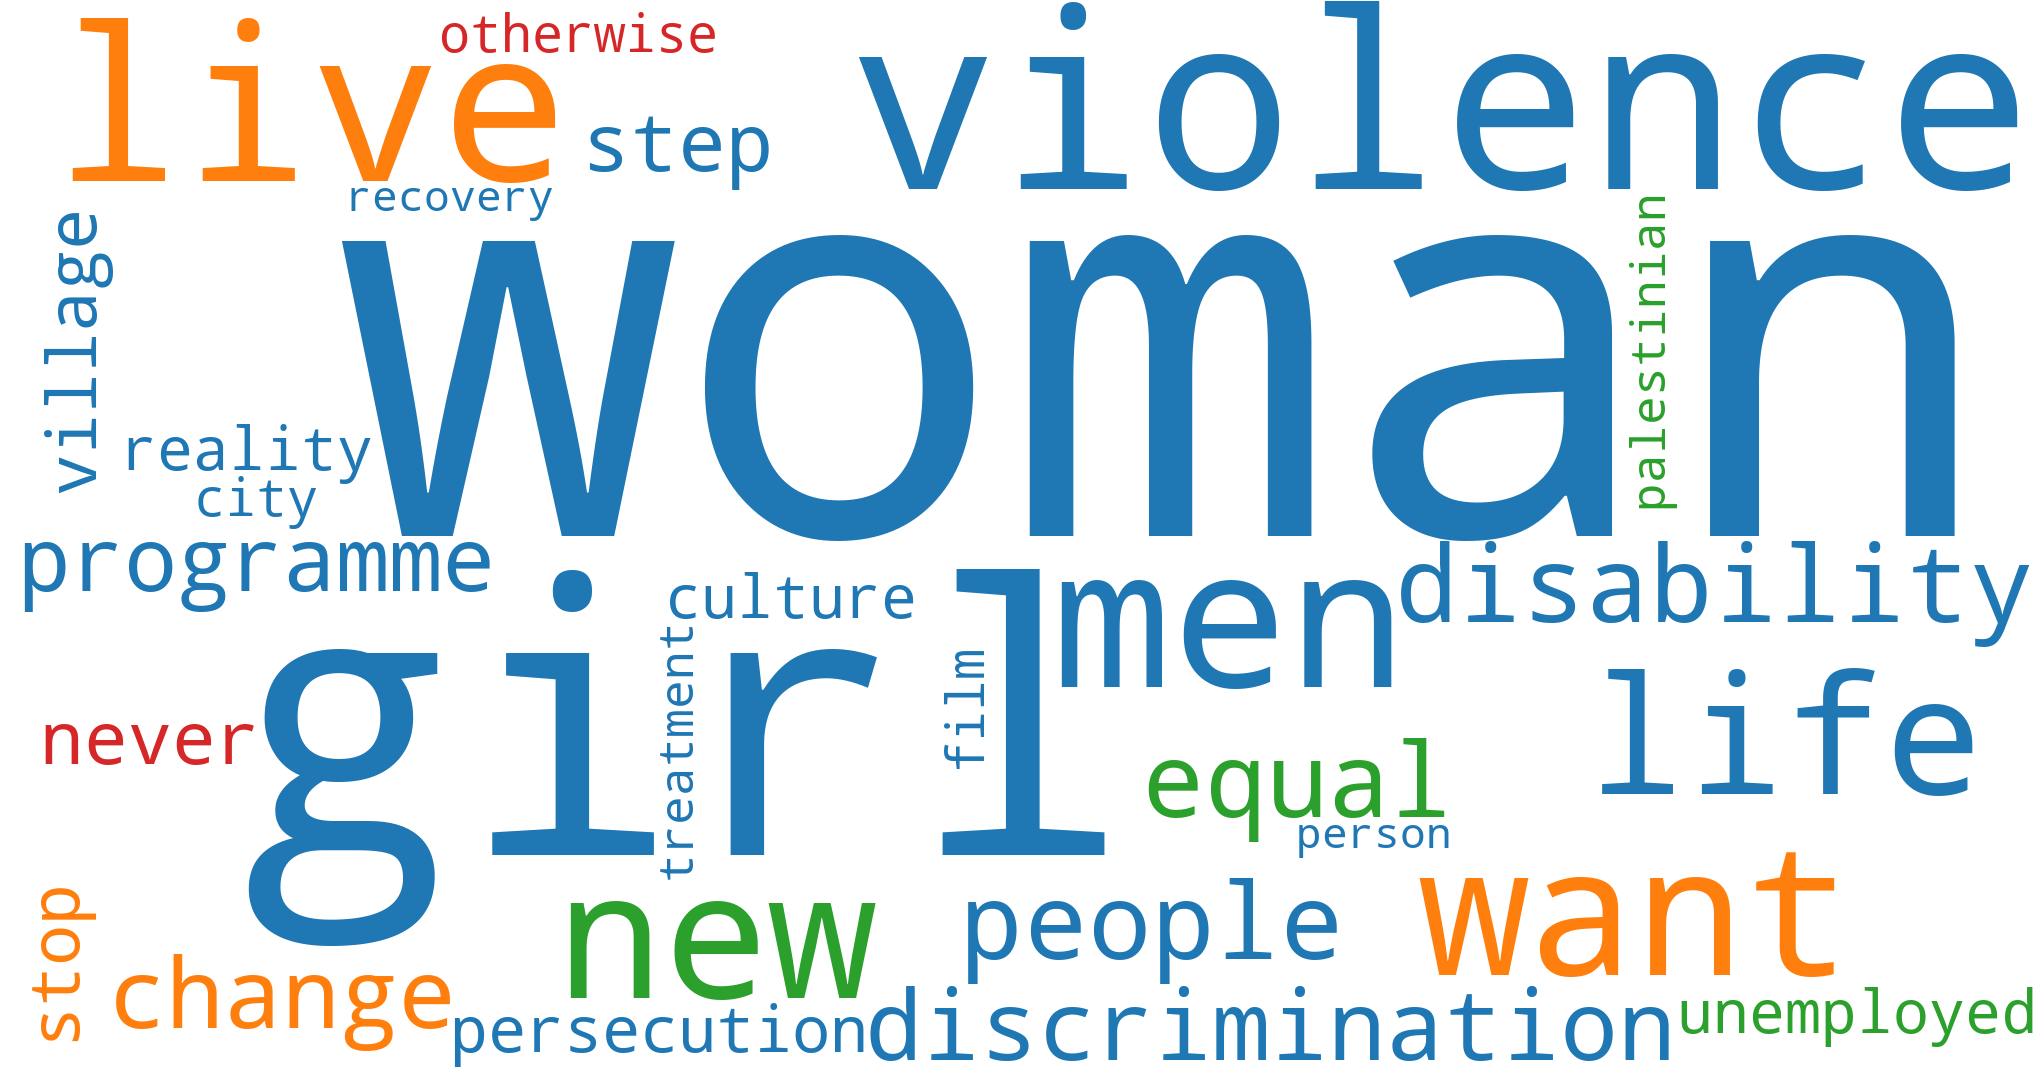 otherwise
live
violence
step
recovery
village
woman
palestinian
reality
city
programme
culture
men
disability
girl
treatment
film
never
equal
life
person
stop
new
people
want
change
persecution
discrimination
unemployed